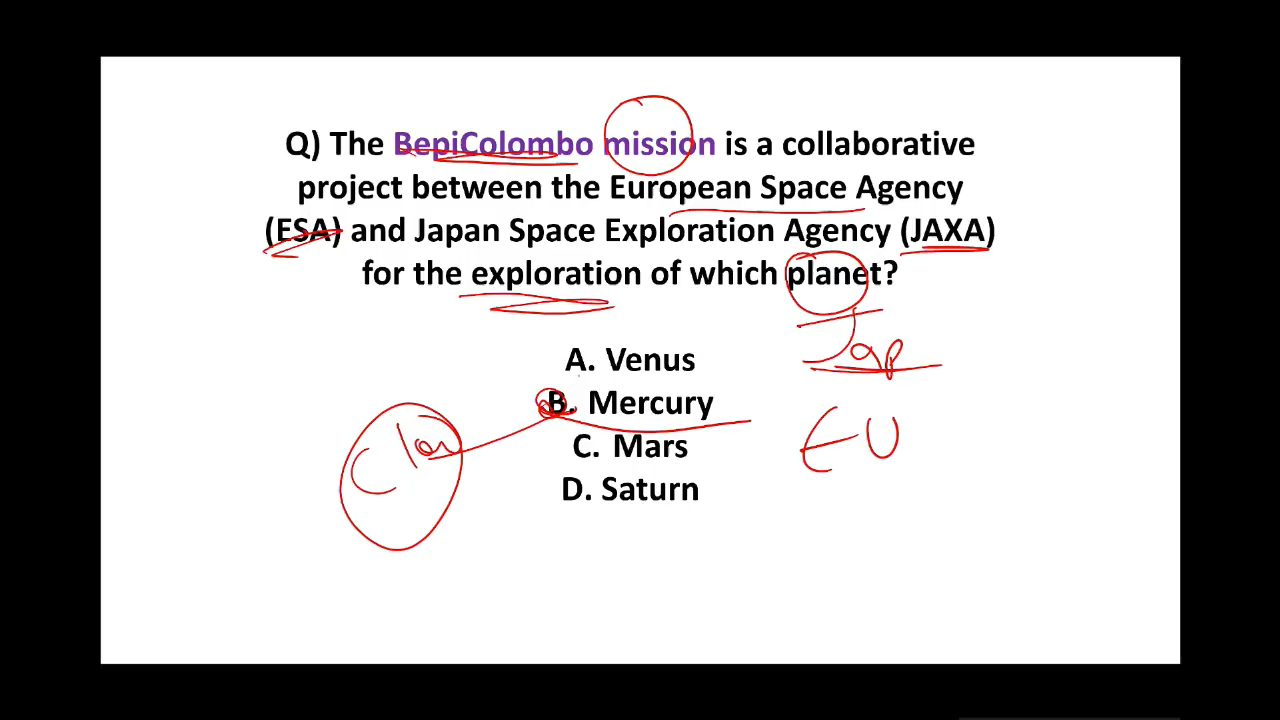 Q) The BepiColombo mission is a collaborative
project between the European Space Agency
(ESA) and Japan Space Exploration Agency (JAXA)
for the exploration of which planet?
Jap
A. Venus
B. Mercury
EU
C. Mars
D. Saturn